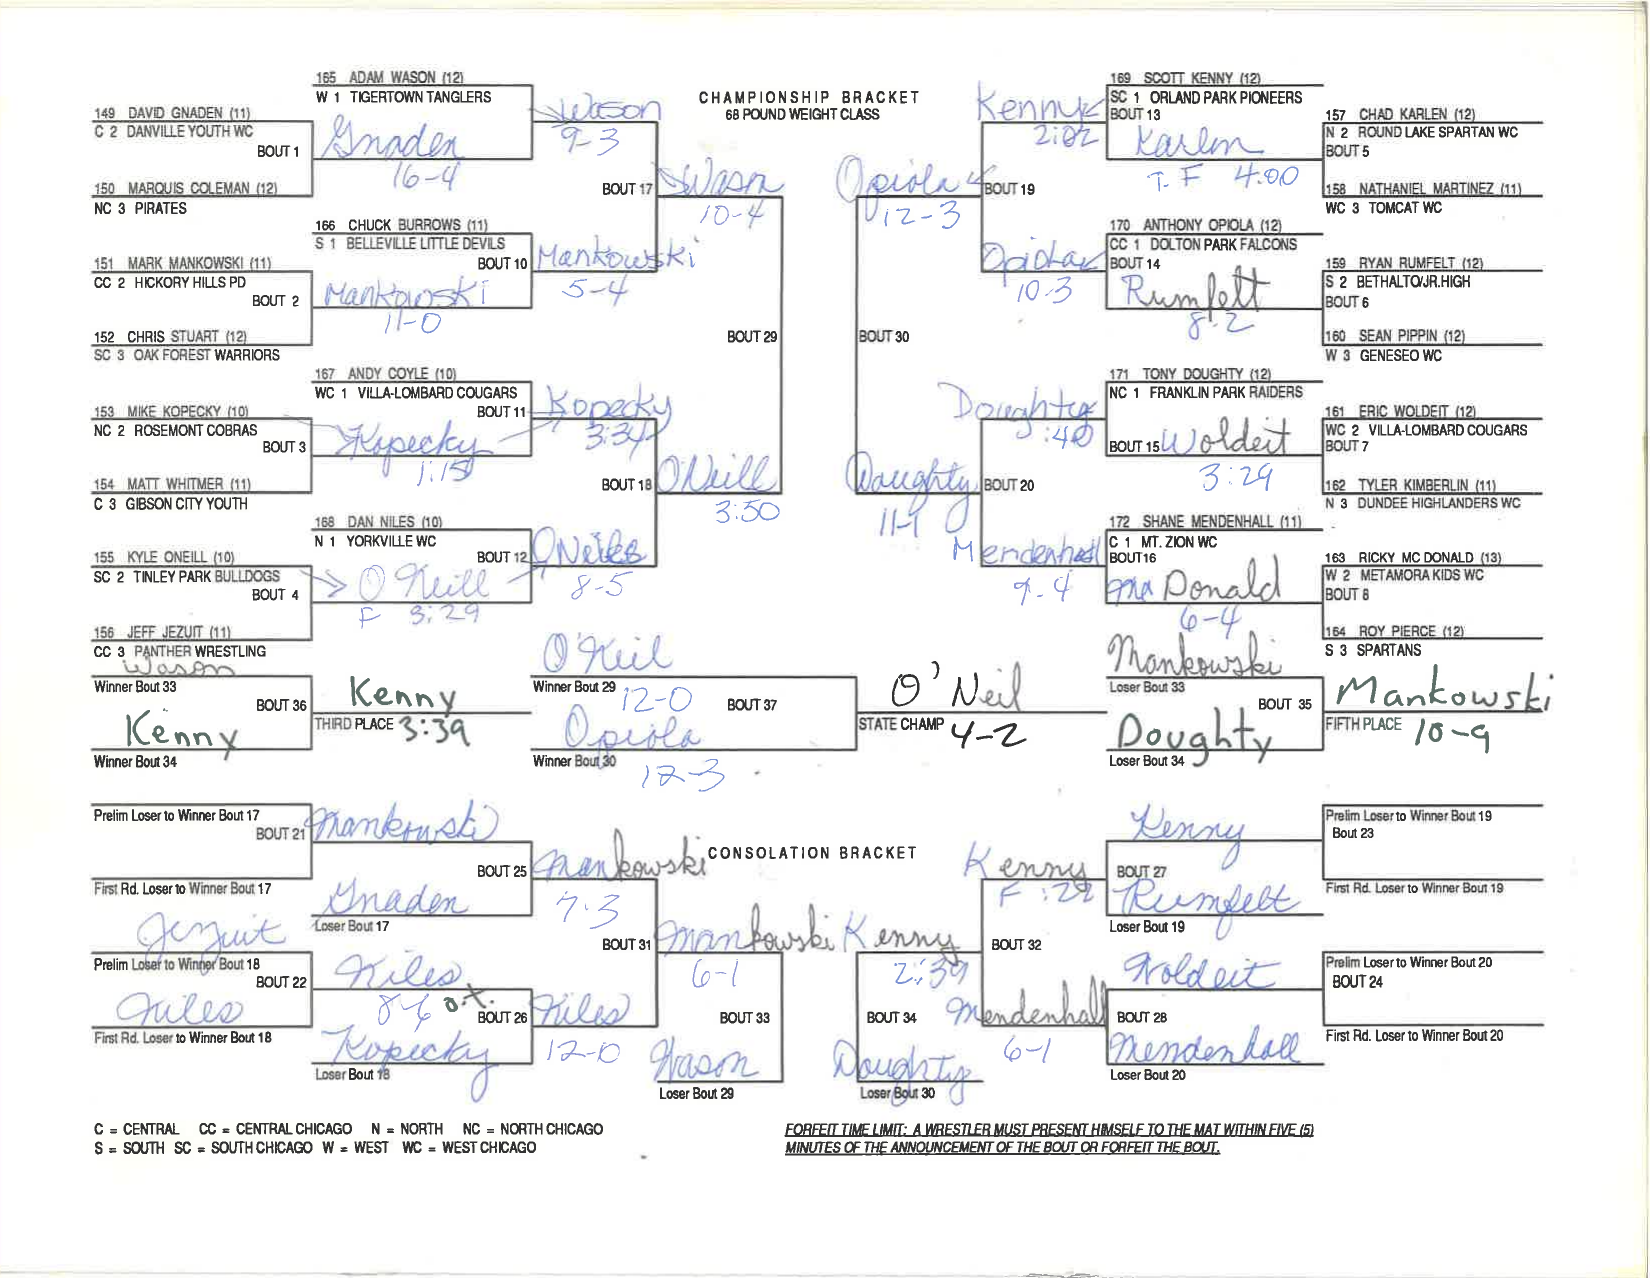 CHAMPIONSHIP BRACKET
68 POUND WEIGHT CLASS
165 ADAM WASON (12)
W 1 TIGERTOWN TANGLERS
149 DAVID GNADEN (11)
C 2 DANVILLE YOUTH WC
BOUT 1
Gnaden
16-4
150 MARQUIS COLEMAN (12)
NC 3 PIRATES
Wason
9-3
BOUT 17
Wason
10-4
166 CHUCK BURROWS (11)
S 1 BELLEVILLE LITTLE DEVILS
BOUT 10
Mankowski
5-4
151 MARK MANKOWSKI (11)
CC 2 HICKORY HILLS PD
BOUT 2
Mankowski
11-0
152 CHRIS STUART (12)
SC 3 OAK FOREST WARRIORS
BOUT 29
167 ANDY COYLE (10)
WC 1 VILLA-LOMBARD COUGARS
BOUT 11
Kopecky
3:34
153 MIKE KOPECKY (10)
NC 2 ROSEMONT COBRAS
BOUT 3
Kopecky
1:15
154 MATT WHITMER (11)
C 3 GIBSON CITY YOUTH
BOUT 18
O'Neill
3:50
168 DAN NILES (10)
N 1 YORKVILLE WC
BOUT 12
8-5
155 KYLE ONEILL (10)
SC 2 TINLEY PARK BULLDOGS
BOUT 4
O'Neill
F 3:29
156 JEFF JEZUIT (11)
CC 3 PANTHER WRESTLING
169 SCOTT KENNY (12)
SC 1 ORLAND PARK PIONEERS
BOUT 13
Kenny
2:02
Karlen
T.F 4:00
157 CHAD KARLEN (12)
N 2 ROUND LAKE SPARTAN WC
BOUT 5
158 NATHANIEL MARTINEZ (11)
WC 3 TOMCAT WC
Opiola
12-3
BOUT 19
170 ANTHONY OPIOLA (12)
CC 1 DOLTON PARK FALCONS
BOUT 14
Opiola
10-3
Rumfelt
8-2
159 RYAN RUMFELT (12)
S 2 BETHALTO/JR.HIGH
BOUT 6
160 SEAN PIPPIN (12)
W 3 GENESEO WC
BOUT 30
171 TONY DOUGHTY (12)
NC 1 FRANKLIN PARK RAIDERS
Doughty
:40
BOUT 15
Woldeit
3:29
161 ERIC WOLDEIT (12)
WC 2 VILLA-LOMBARD COUGARS
BOUT 7
162 TYLER KIMBERLIN (11)
N 3 DUNDEE HIGHLANDERS WC
Doughty
11-1
BOUT 20
172 SHANE MENDENHALL (11)
C 1 MT. ZION WC
BOUT16
Mendenhall
9-4
Mc Donald
6-4
163 RICKY MC DONALD (13)
W 2 METAMORA KIDS WC
BOUT 8
164 ROY PIERCE (12)
S 3 SPARTANS
Wason
Winner Bout 33
BOUT 36
Kenny
Winner Bout 34
Kenny
THIRD PLACE 3:39
O'Neil
Winner Bout 29
12-0
BOUT 37
Opiola
Winner Bout 30
12-3
O'Neil
STATE CHAMP 4-2
Mankowski
Loser Bout 33
BOUT 35
Doughty
Loser Bout 34
Mankowski
FIFTH PLACE 10-9
CONSOLATION BRACKET
Prelim Loser to Winner Bout 17
BOUT 21
First Rd. Loser to Winner Bout 17
Mankowski
BOUT 25
Gnaden
Loser Bout 17
Mankowski
7-3
Jezuit
Prelim Loser to Winner Bout 18
BOUT 22
Niles
First Rd. Loser to Winner Bout 18
Niles
8-6 o.t.
BOUT 26
Kopecky
Loser Bout 18
Niles
12-0
BOUT 31
Mankowski
6-1
BOUT 33
Wason
Loser Bout 29
Kenny
2:39
BOUT 34
Doughty
Loser Bout 30
Kenny
F :22
BOUT 32
Mendenhall
6-1
Kenny
BOUT 27
Rumfelt
Loser Bout 19
Prelim Loser to Winner Bout 19
Bout 23
First Rd. Loser to Winner Bout 19
Woldeit
BOUT 28
Mendenhall
Loser Bout 20
Prelim Loser to Winner Bout 20
BOUT 24
First Rd. Loser to Winner Bout 20
C = CENTRAL CC = CENTRAL CHICAGO N = NORTH NC = NORTH CHICAGO
S = SOUTH SC = SOUTH CHICAGO W = WEST WC = WEST CHICAGO
FORFEIT TIME LIMIT: A WRESTLER MUST PRESENT HIMSELF TO THE MAT WITHIN FIVE (5)
MINUTES OF THE ANNOUNCEMENT OF THE BOUT OR FORFEIT THE BOUT.